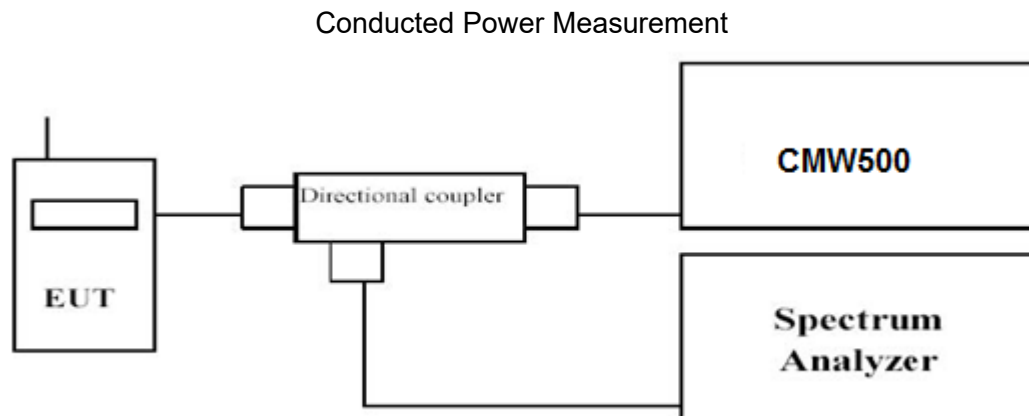 Conducted Power Measurement
CMW500
Directional coupler
EUT
Spectrum
Analyzer